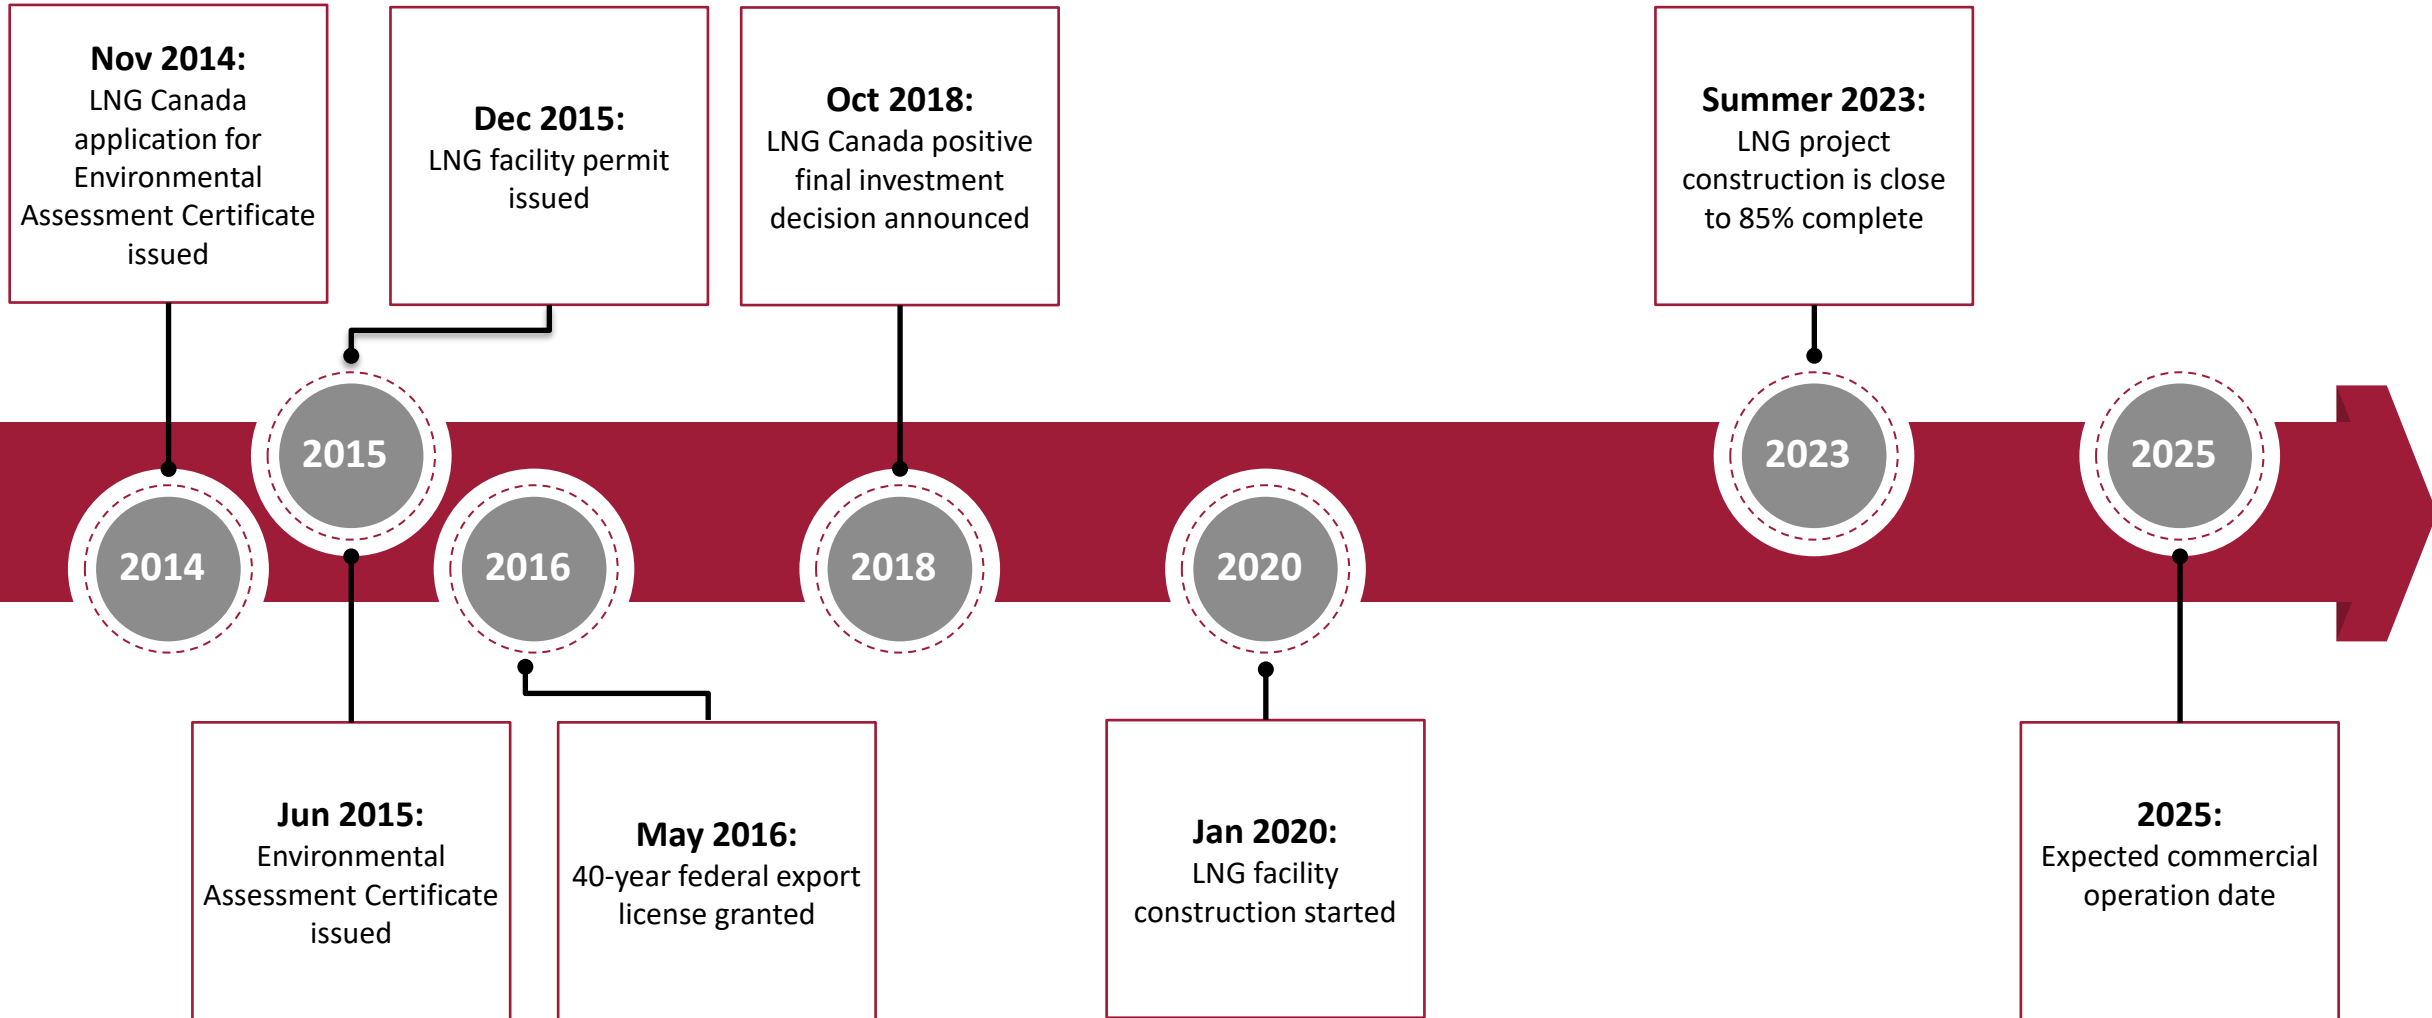 Nov 2014:
LNG Canada
application for
Environmental
Assessment Certificate
issued
Dec 2015:
LNG facility permit
issued
Oct 2018:
LNG Canada positive
final investment
decision announced
Summer 2023:
LNG project
construction is close
to 85% complete
2014
2015
2016
2018
2020
2023
2025
Jun 2015:
Environmental
Assessment Certificate
issued
May 2016:
40-year federal export
license granted
Jan 2020:
LNG facility
construction started
2025:
Expected commercial
operation date